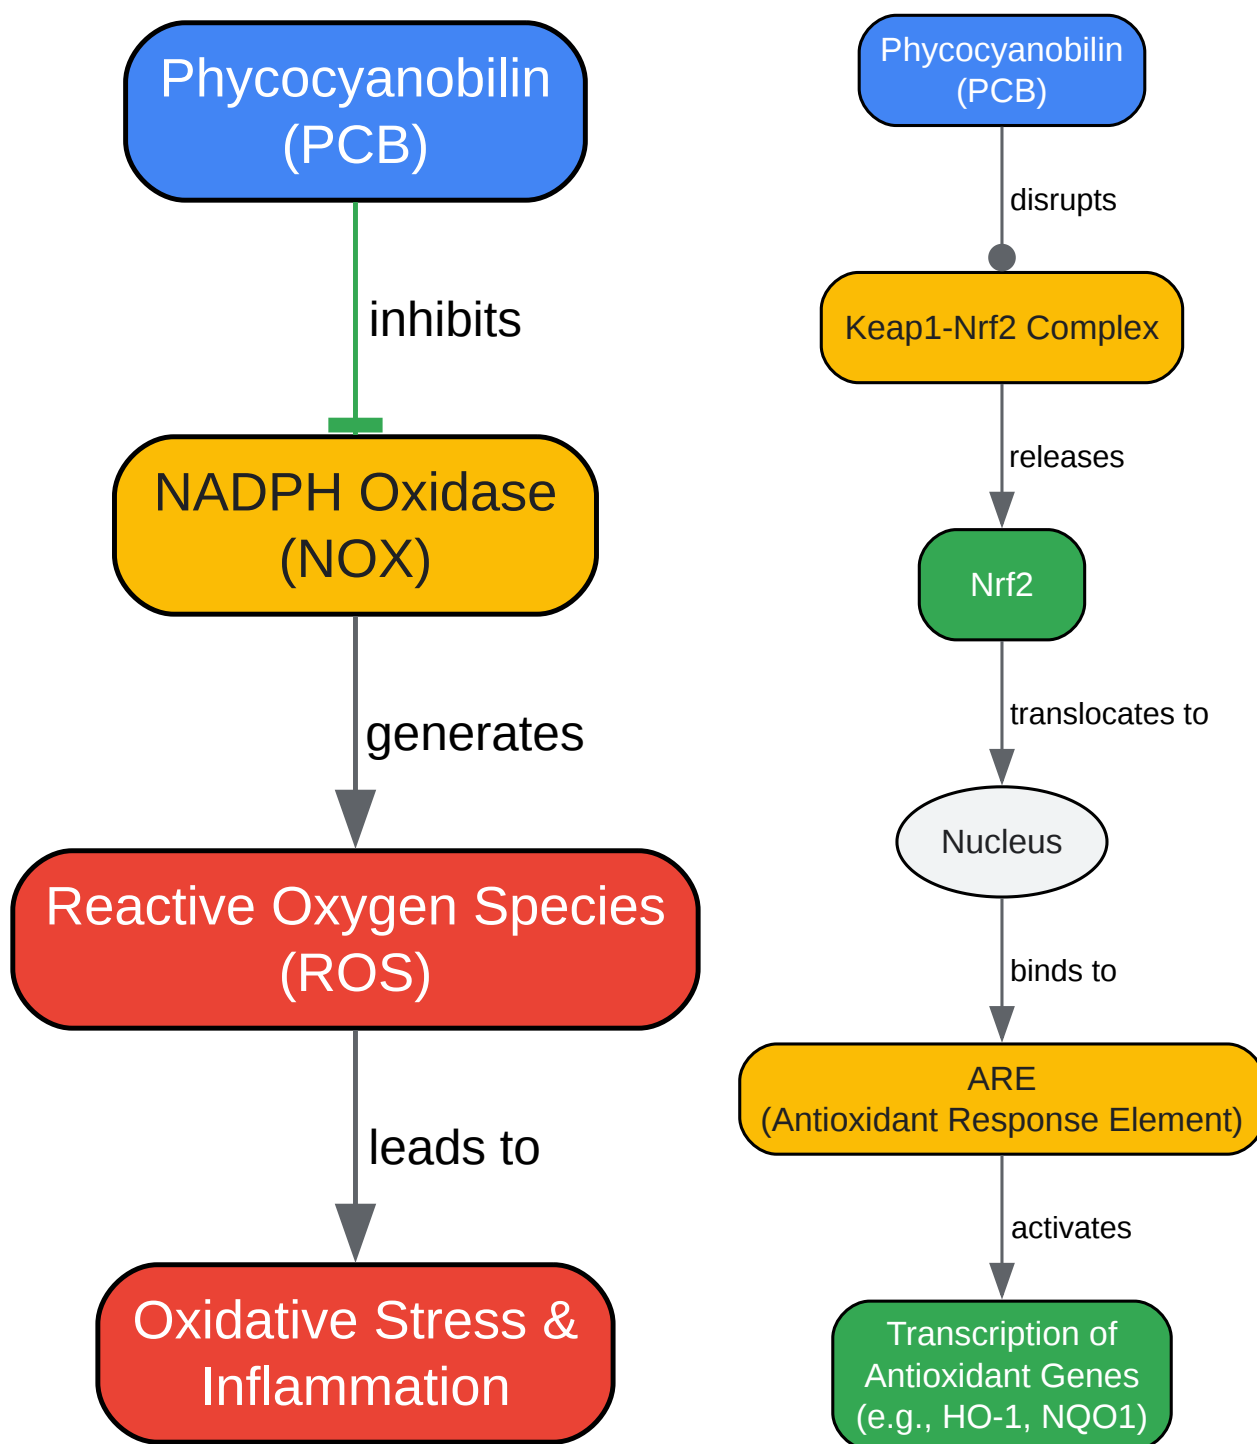 Phycocyanobilin
(PCB)
inhibits
NADPH Oxidase
(NOX)
generates
Reactive Oxygen Species
(ROS)
leads to
Oxidative Stress &
Inflammation
Phycocyanobilin
(PCB)
disrupts
Keap1-Nrf2 Complex
releases
Nrf2
translocates to
Nucleus
binds to
ARE
(Antioxidant Response Element)
activates
Transcription of
Antioxidant Genes
(e.g., HO-1, NQO1)